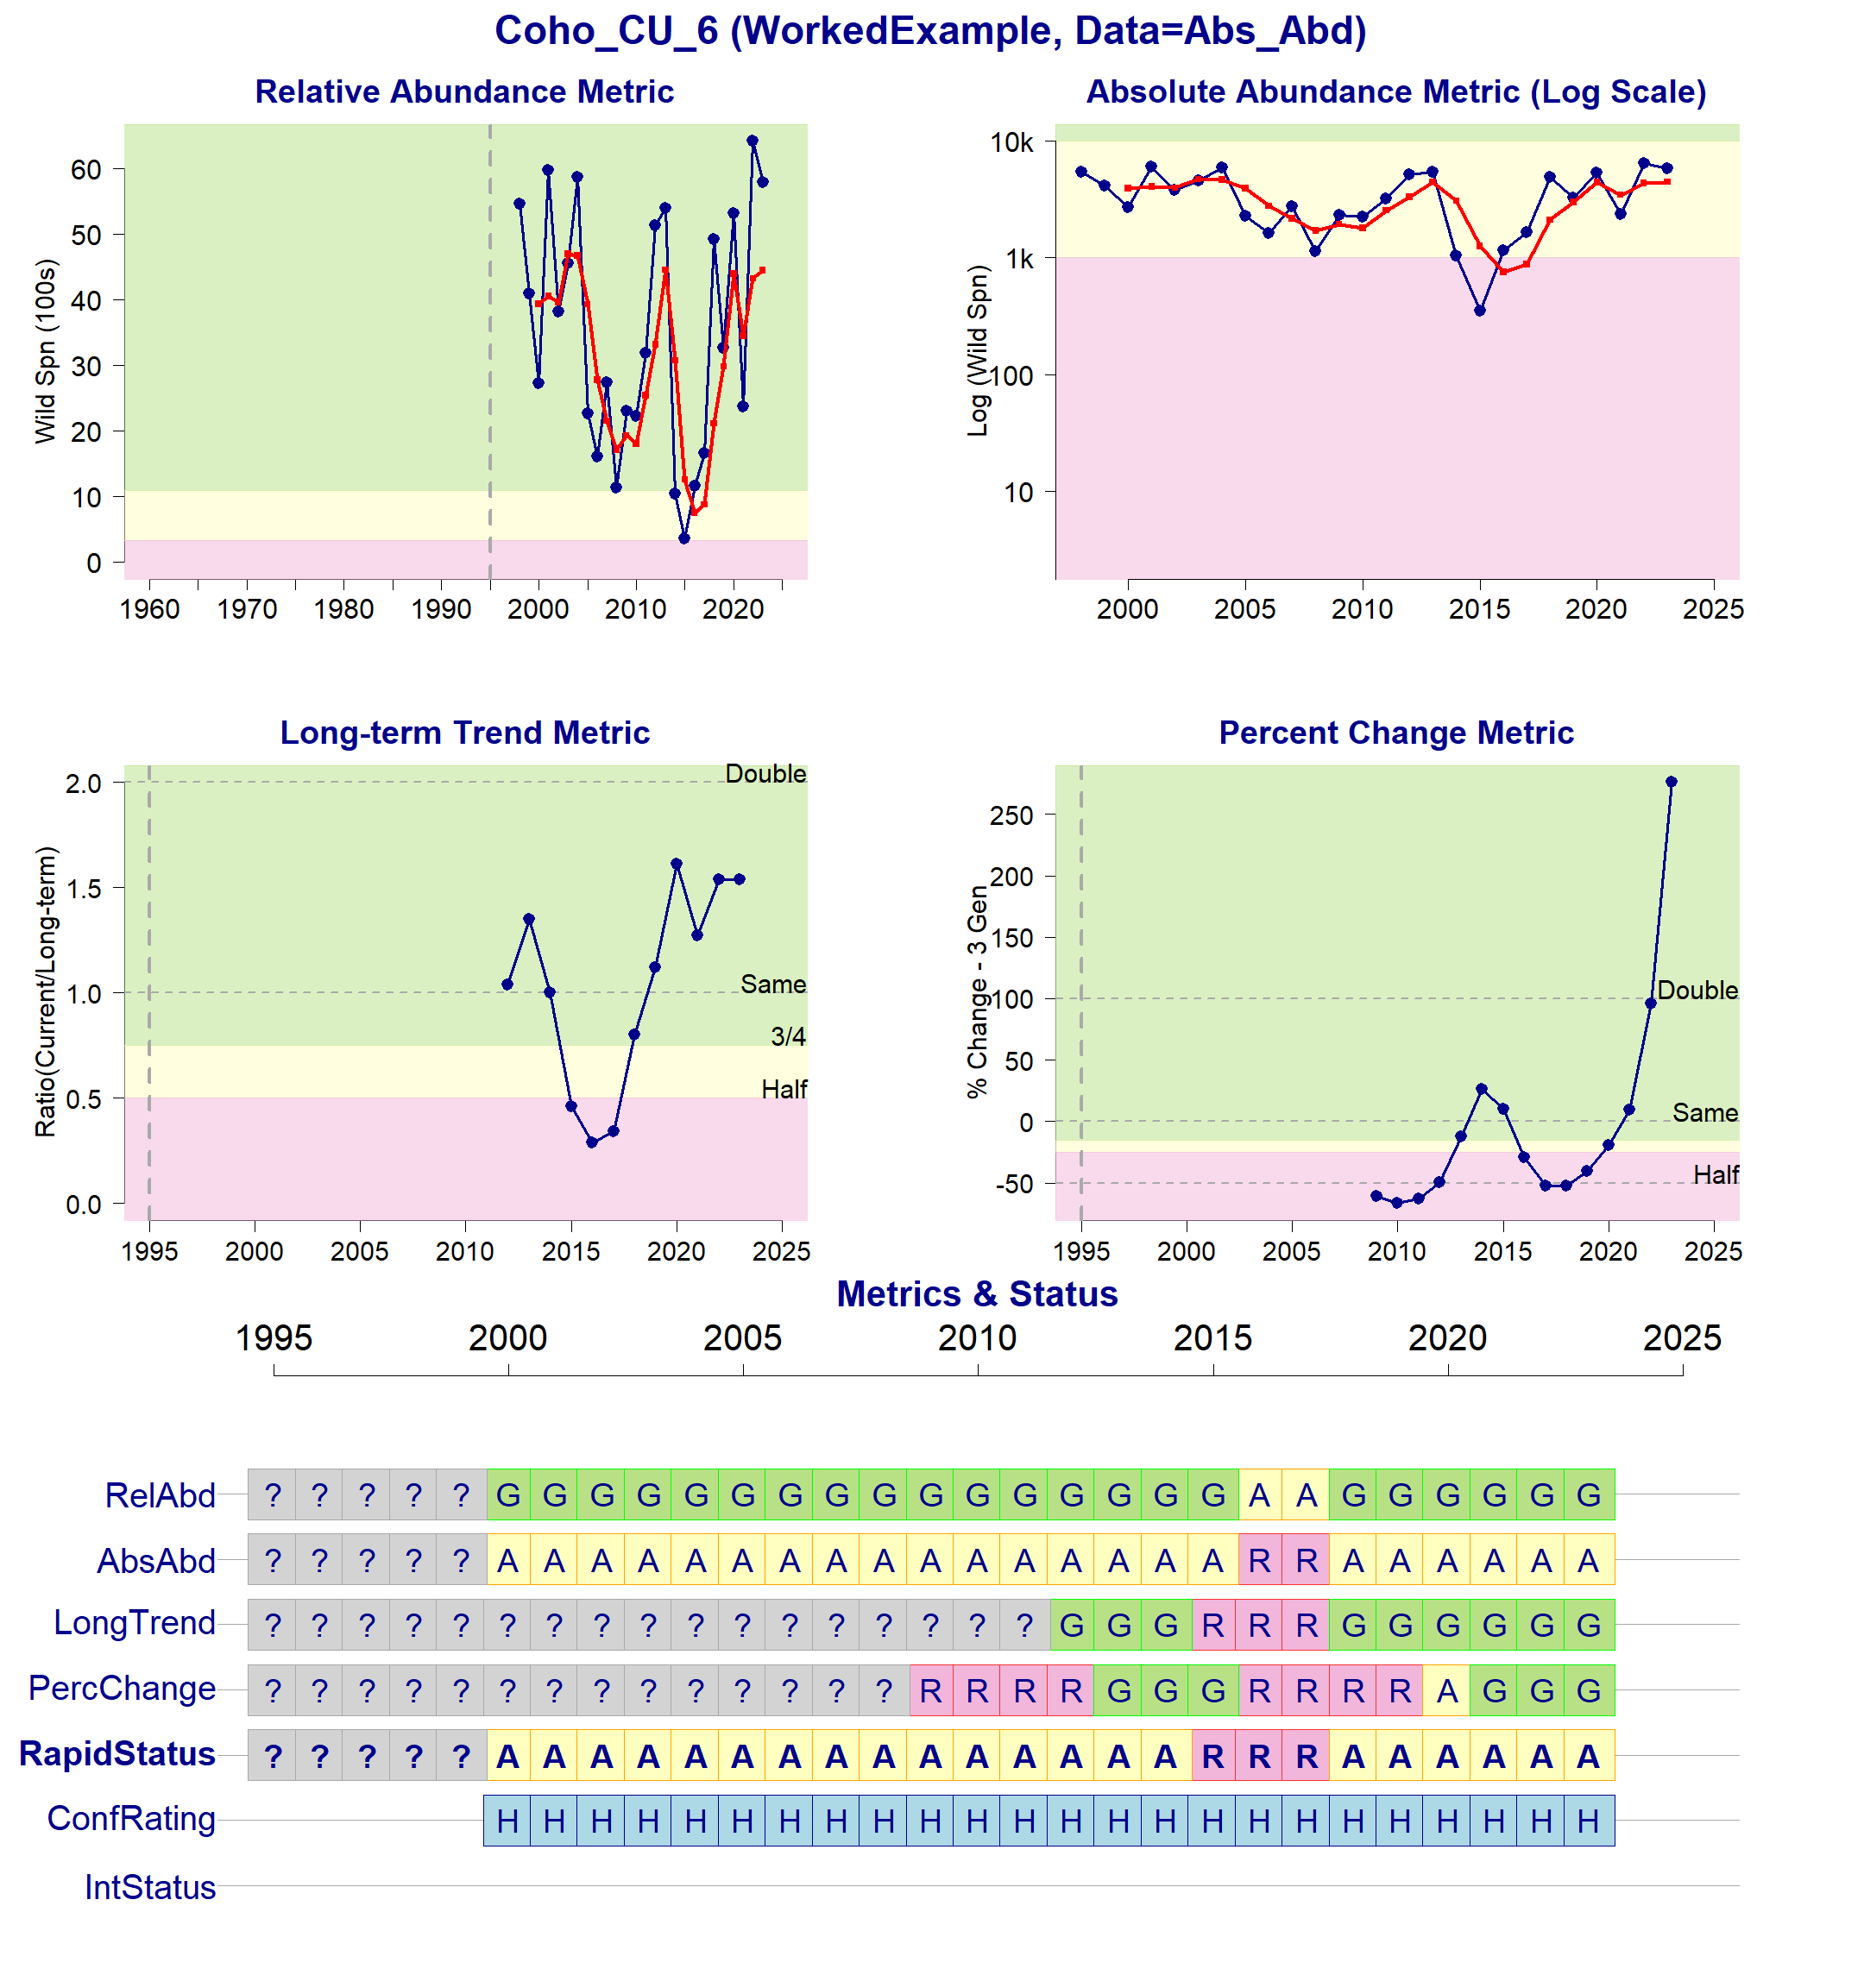 Coho_CU_6 (WorkedExample, Data=Abs_Abd)
Relative Abundance Metric
Wild Spn (100s)
60
50
40
30
20
10
0
1960 1970 1980 1990 2000 2010 2020
Absolute Abundance Metric (Log Scale)
Log (Wild Spn)
10k
1k
100
10
2000 2005 2010 2015 2020 2025
Long-term Trend Metric
Ratio(Current/Long-term)
2.0
1.5
1.0
0.5
0.0
Double
Same
3/4
Half
1995 2000 2005 2010 2015 2020 2025
Percent Change Metric
% Change - 3 Gen
250
200
150
100
50
0
-50
Double
Same
Half
1995 2000 2005 2010 2015 2020 2025
Metrics & Status
1995 2000 2005 2010 2015 2020 2025
RelAbd ? ? ? ? ? G G G G G G G G G G G G G G G G A A G G G G G G
AbsAbd ? ? ? ? ? A A A A A A A A A A A A A A A A R R A A A A A A
LongTrend ? ? ? ? ? ? ? ? ? ? ? ? ? ? ? ? ? G G G R R R G G G G G G
PercChange ? ? ? ? ? ? ? ? ? ? ? ? ? ? R R R R G G G R R R R A G G G
RapidStatus ? ? ? ? ? A A A A A A A A A A A A A A A R R R A A A A A A
ConfRating H H H H H H H H H H H H H H H H H H H H H H H H
IntStatus